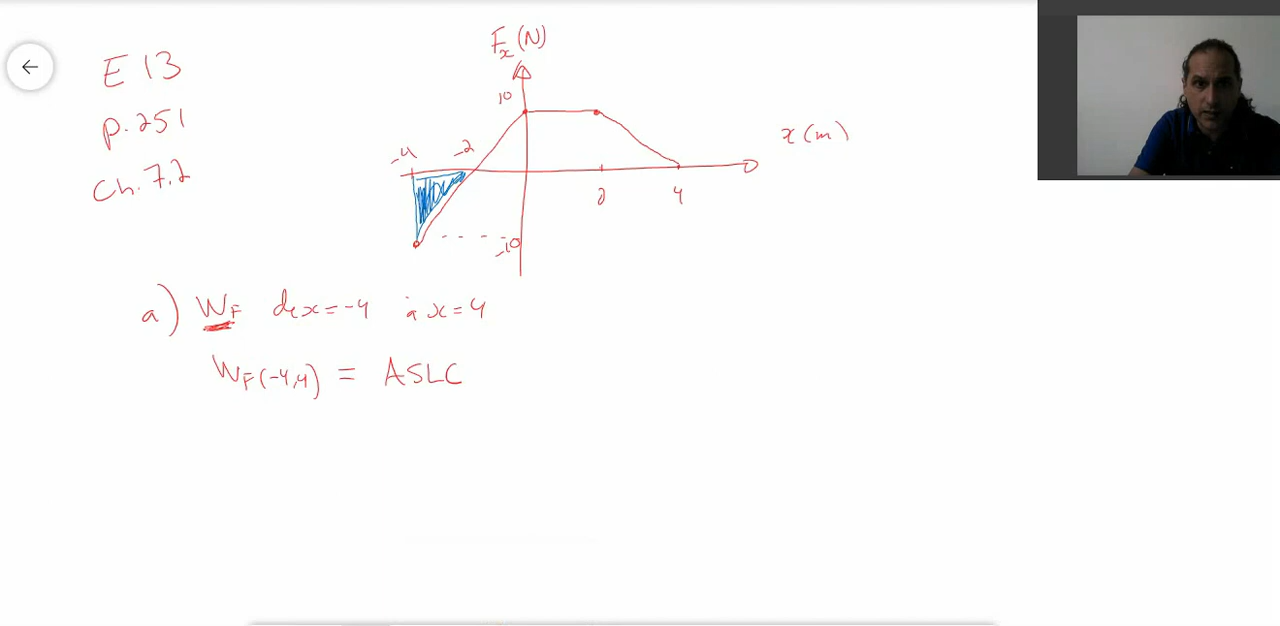 E 13
p. 251
Ch. 7,2
Fx (N)
10
-4
-2
x (m)
2
4
-10
a) WF de x = -4 à x = 4
WF(-4,4) = ASLC